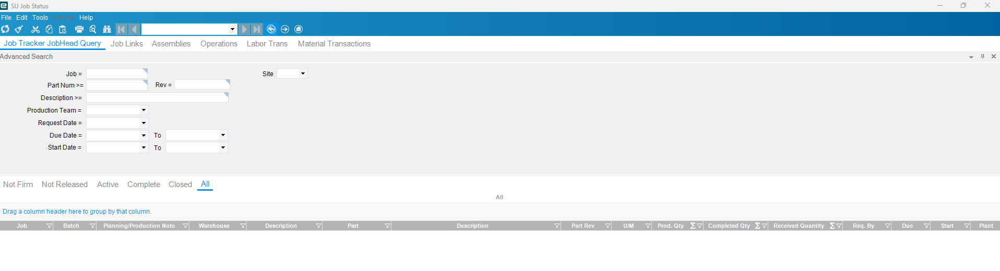 SU Job Status
File Edit Tools Actions Help
Job Tracker JobHead Query Job Links Assemblies Operations Labor Trans Material Transactions
Advanced Search
Job = Site
Part Num >= Rev =
Description >=
Production Team =
Request Date =
Due Date = To
Start Date = To
Not Firm Not Released Active Complete Closed All
All
Drag a column header here to group by that column.
Job Batch Planning/Production Note Warehouse Description Part Description Part Rev U/M Prod. Qty Σ Completed Qty Σ Received Quantity Σ Req. By Due Start Plant